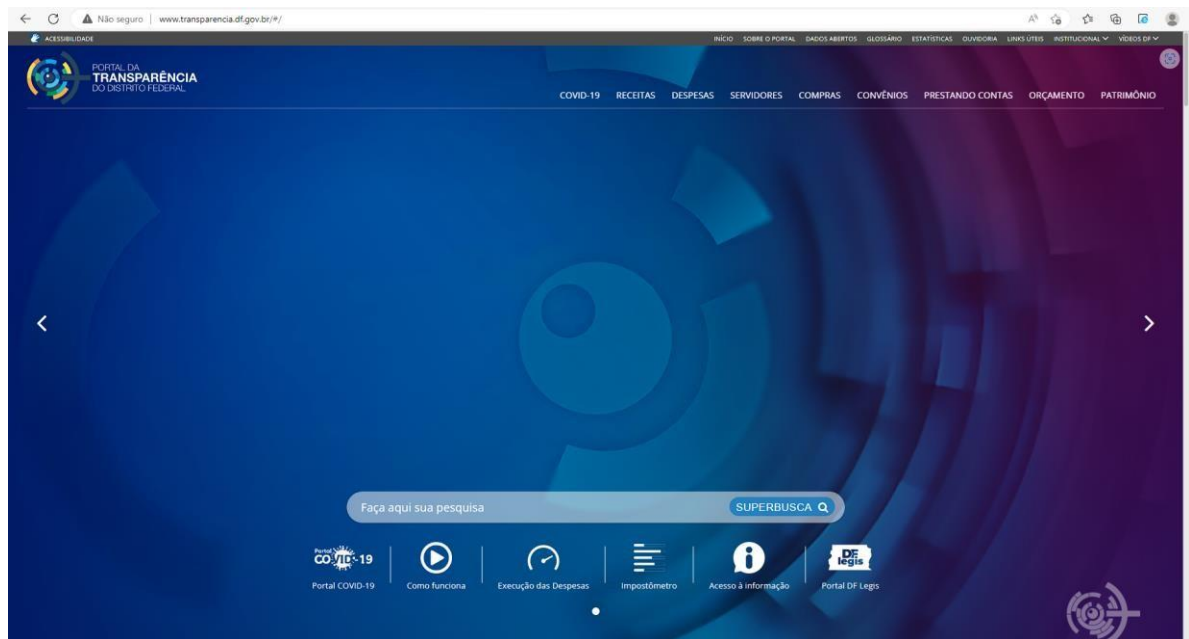 Não seguro | www.transparencia.df.gov.br/#/
ACESSIBILIDADE
INÍCIO SOBRE O PORTAL DADOS ABERTOS GLOSSÁRIO ESTATÍSTICAS OUVIDORIA LINKS ÚTEIS INSTITUCIONAL VÍDEOS DF
PORTAL DA
TRANSPARÊNCIA
DO DISTRITO FEDERAL
COVID-19 RECEITAS DESPESAS SERVIDORES COMPRAS CONVÊNIOS PRESTANDO CONTAS ORÇAMENTO PATRIMÔNIO
Faça aqui sua pesquisa SUPERBUSCA
Portal
COVID-19
DF
legis
Portal COVID-19 Como funciona Execução das Despesas Impostômetro Acesso à informação Portal DF Legis